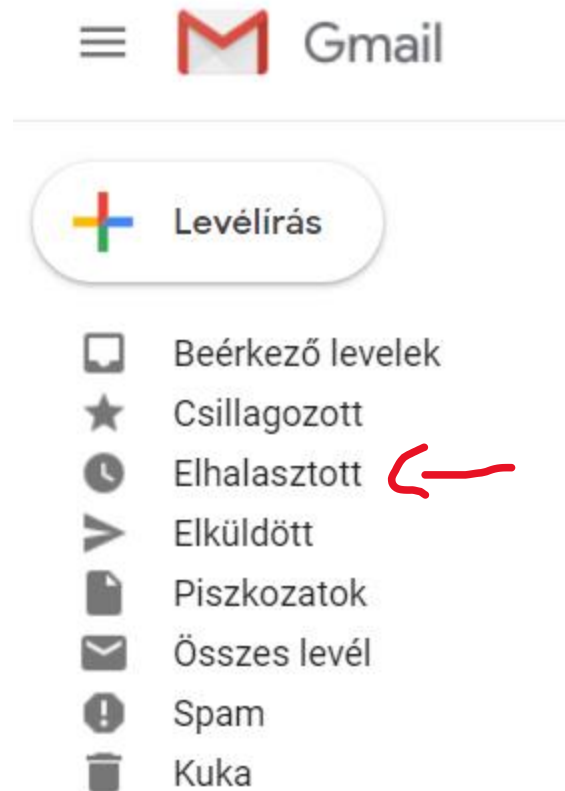 Gmail
Levélírás
Beérkező levelek
Csillagozott
Elhalasztott
Elküldött
Piszkozatok
Összes levél
Spam
Kuka